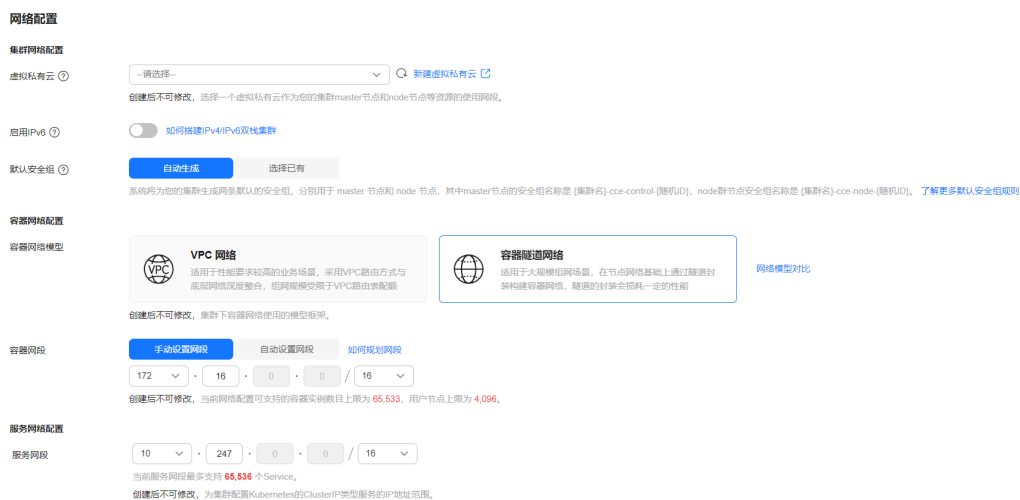 网络配置
集群网络配置
虚拟私有云 ?
--请选择--
新建虚拟私有云
创建后不可修改，选择一个虚拟私有云作为您的集群master节点和node节点等资源的使用网段。
启用IPv6 ?
如何搭建IPv4/IPv6双栈集群
默认安全组 ?
自动生成 选择已有
系统将为您的集群生成两条默认的安全组，分别用于 master 节点和 node 节点，其中master节点的安全组名称是 {集群名}-cce-control-{随机ID}，node群节点安全组名称是 {集群名}-cce-node-{随机ID}。 了解更多默认安全组规则
容器网络配置
容器网络模型
VPC
VPC 网络
适用于性能要求较高的业务场景，采用VPC路由方式与
底层网络深度整合，组网规模受限于VPC路由表配额
容器隧道网络
适用于大规模组网场景，在节点网络基础上通过隧道封
装构建容器网络，隧道的封装会损耗一定的性能
网络模型对比
创建后不可修改，集群下容器网络使用的模型框架。
容器网段
手动设置网段 自动设置网段 如何规划网段
172 · 16 · 0 · 0 / 16
创建后不可修改，当前网络配置可支持的容器实例数目上限为 65,533，用户节点上限为 4,096。
服务网络配置
服务网段
10 · 247 · 0 · 0 / 16
当前服务网段最多支持 65,536 个Service。
创建后不可修改，为集群配置Kubernetes的ClusterIP类型服务的IP地址范围。